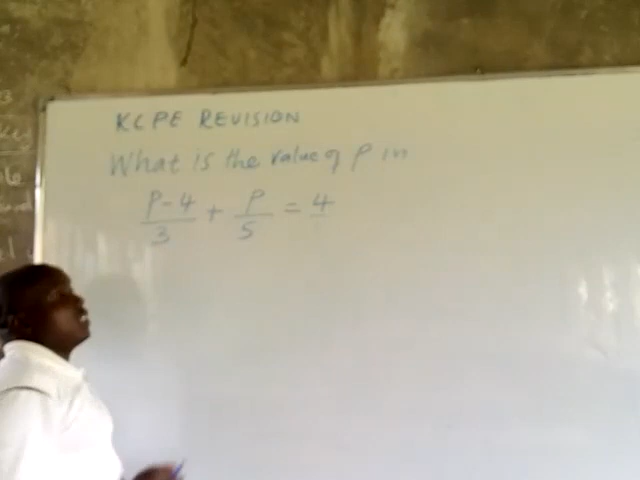 KCPE REVISION
What is the value of P in
P-4/3 + P/5 = 4